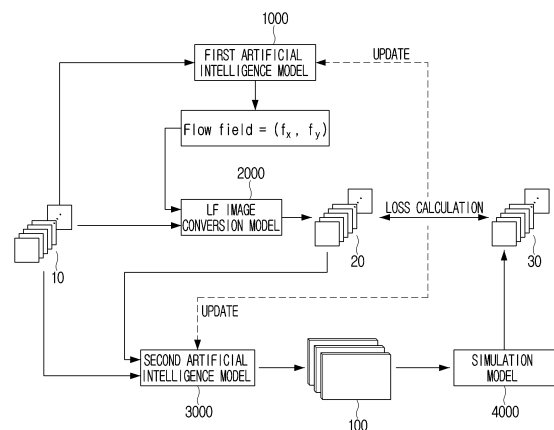 1000
FIRST ARTIFICIAL
INTELLIGENCE MODEL
UPDATE
Flow field = (fx, fy)
2000
LF IMAGE
CONVERSION MODEL
LOSS CALCULATION
10
20
30
UPDATE
SECOND ARTIFICIAL
INTELLIGENCE MODEL
SIMULATION
MODEL
3000
100
4000